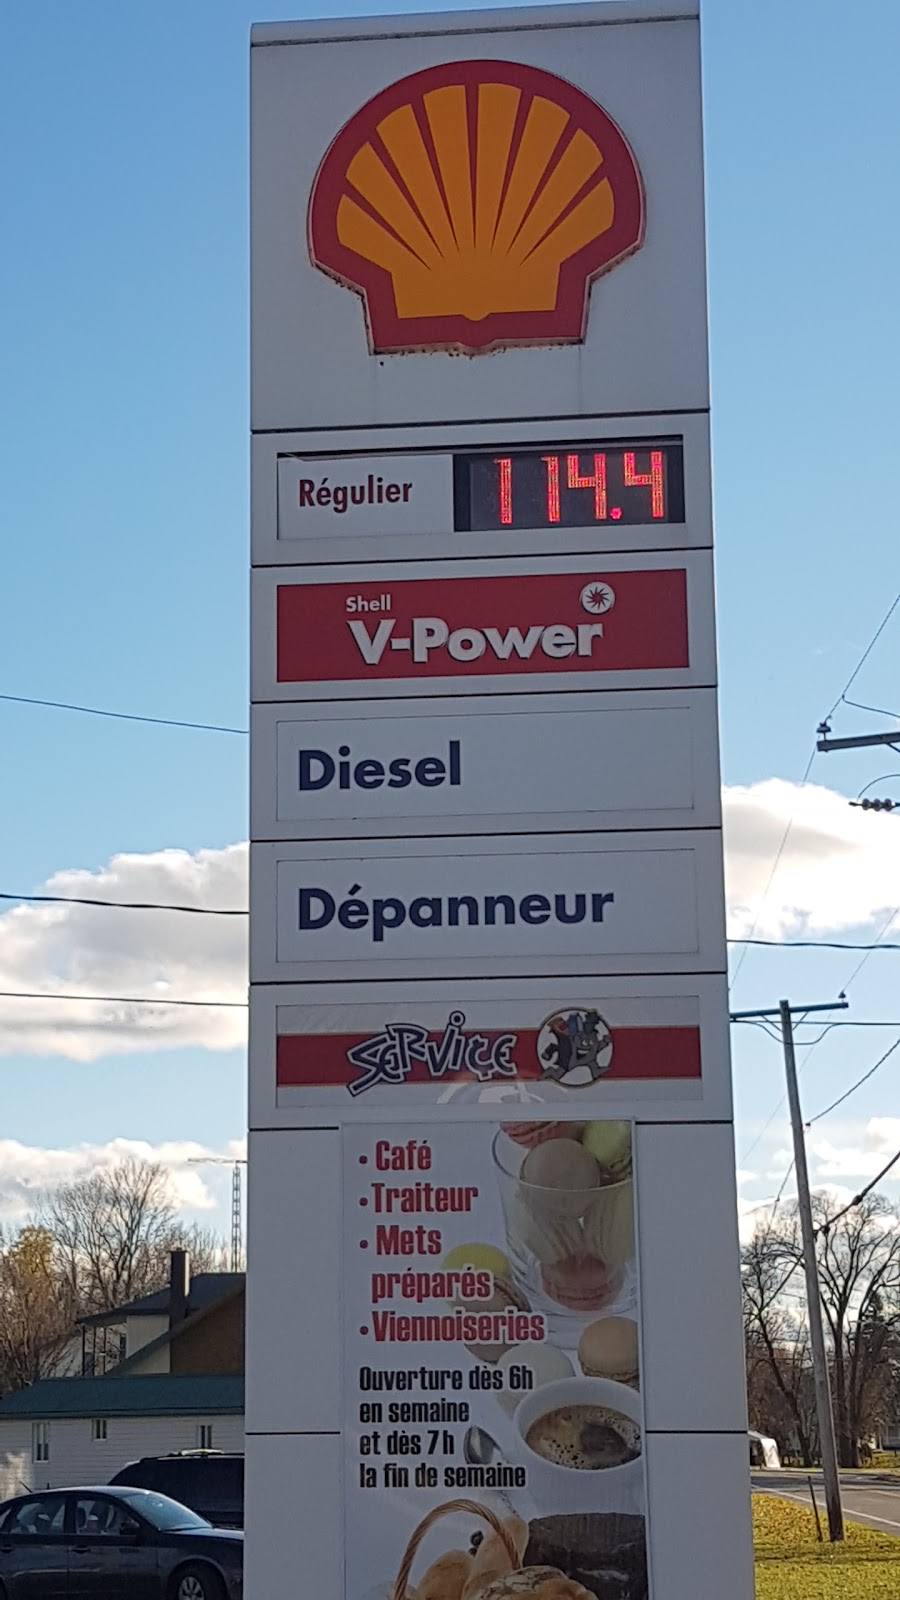 Régulier 114.4
Shell
V-Power
Diesel
Dépanneur
SERVICE
• Café
• Traiteur
• Mets
préparés
• Viennoiseries
Ouverture dès 6h
en semaine
et dès 7h
la fin de semaine